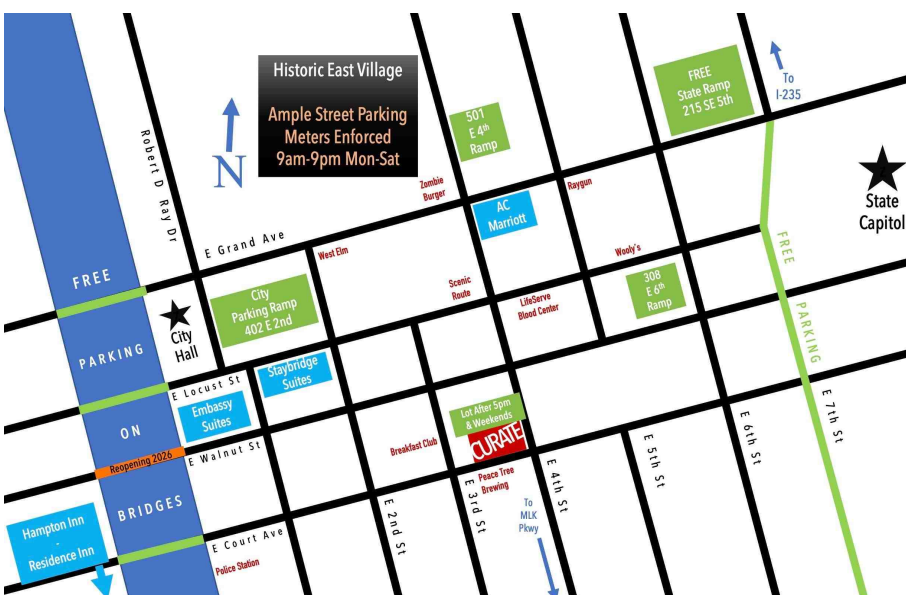 Historic East Village
Ample Street Parking
Meters Enforced
9am-9pm Mon-Sat
N
Robert D Ray Dr
FREE
State Ramp
215 SE 5th
To
I-235
501
E 4th
Ramp
Zombie
Burger
AC
Marriott
Raygun
State
Capitol
E Grand Ave
West Elm
Wooly's
FREE
PARKING
ON
BRIDGES
City
Hall
City
Parking Ramp
402 E 2nd
Scenic
Route
LifeServe
Blood Center
308
E 6th
Ramp
FREE PARKING
E Locust St
Staybridge
Suites
Embassy
Suites
E Walnut St
Reopening 2026
Breakfast Club
Lot After 5pm
& Weekends
CURATE
Peace Tree
Brewing
Hampton Inn
-
Residence Inn
E Court Ave
Police Station
E 2nd St
E 3rd St
To
MLK
Pkwy
E 4th St
E 5th St
E 6th St
E 7th St